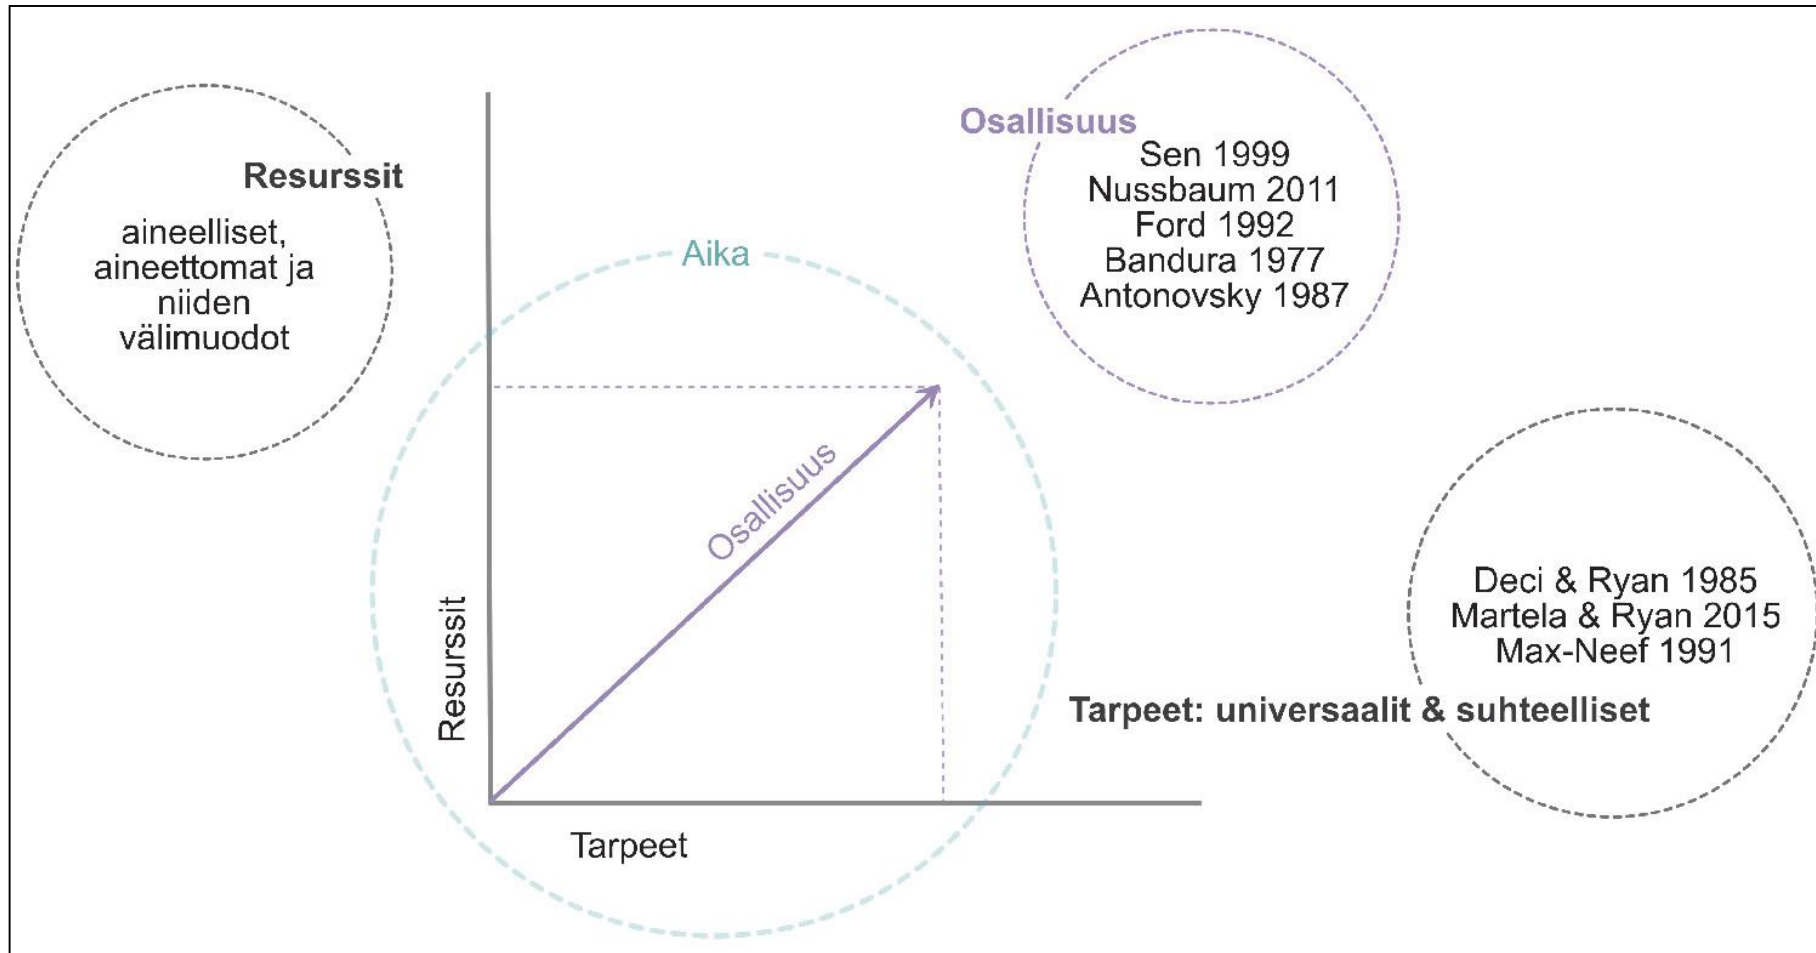 Resurssit
aineelliset,
aineettomat ja
niiden
välimuodot
Aika
Osallisuus
Sen 1999
Nussbaum 2011
Ford 1992
Bandura 1977
Antonovsky 1987
Osallisuus
Resurssit
Tarpeet
Deci & Ryan 1985
Martela & Ryan 2015
Max-Neef 1991
Tarpeet: universaalit & suhteelliset